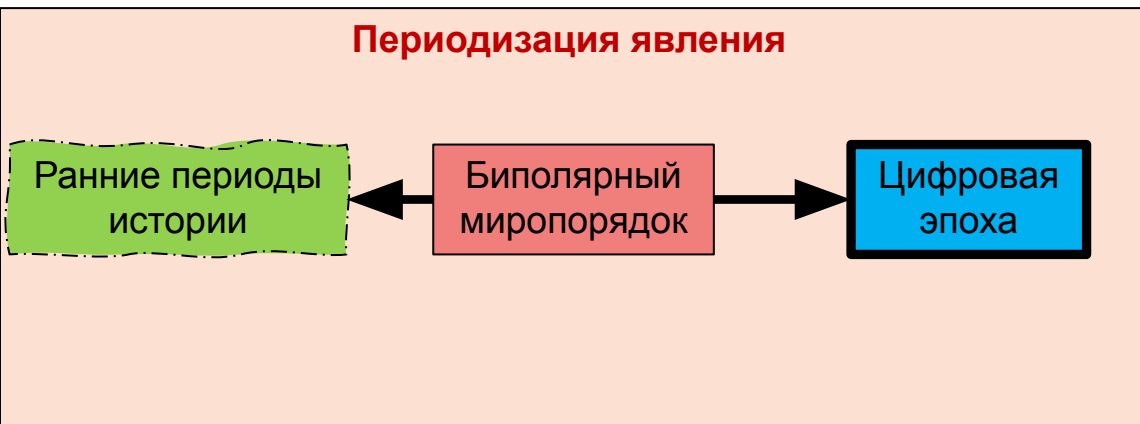 Периодизация явления
Ранние периоды
истории
Биполярный
миропорядок
Цифровая
эпоха